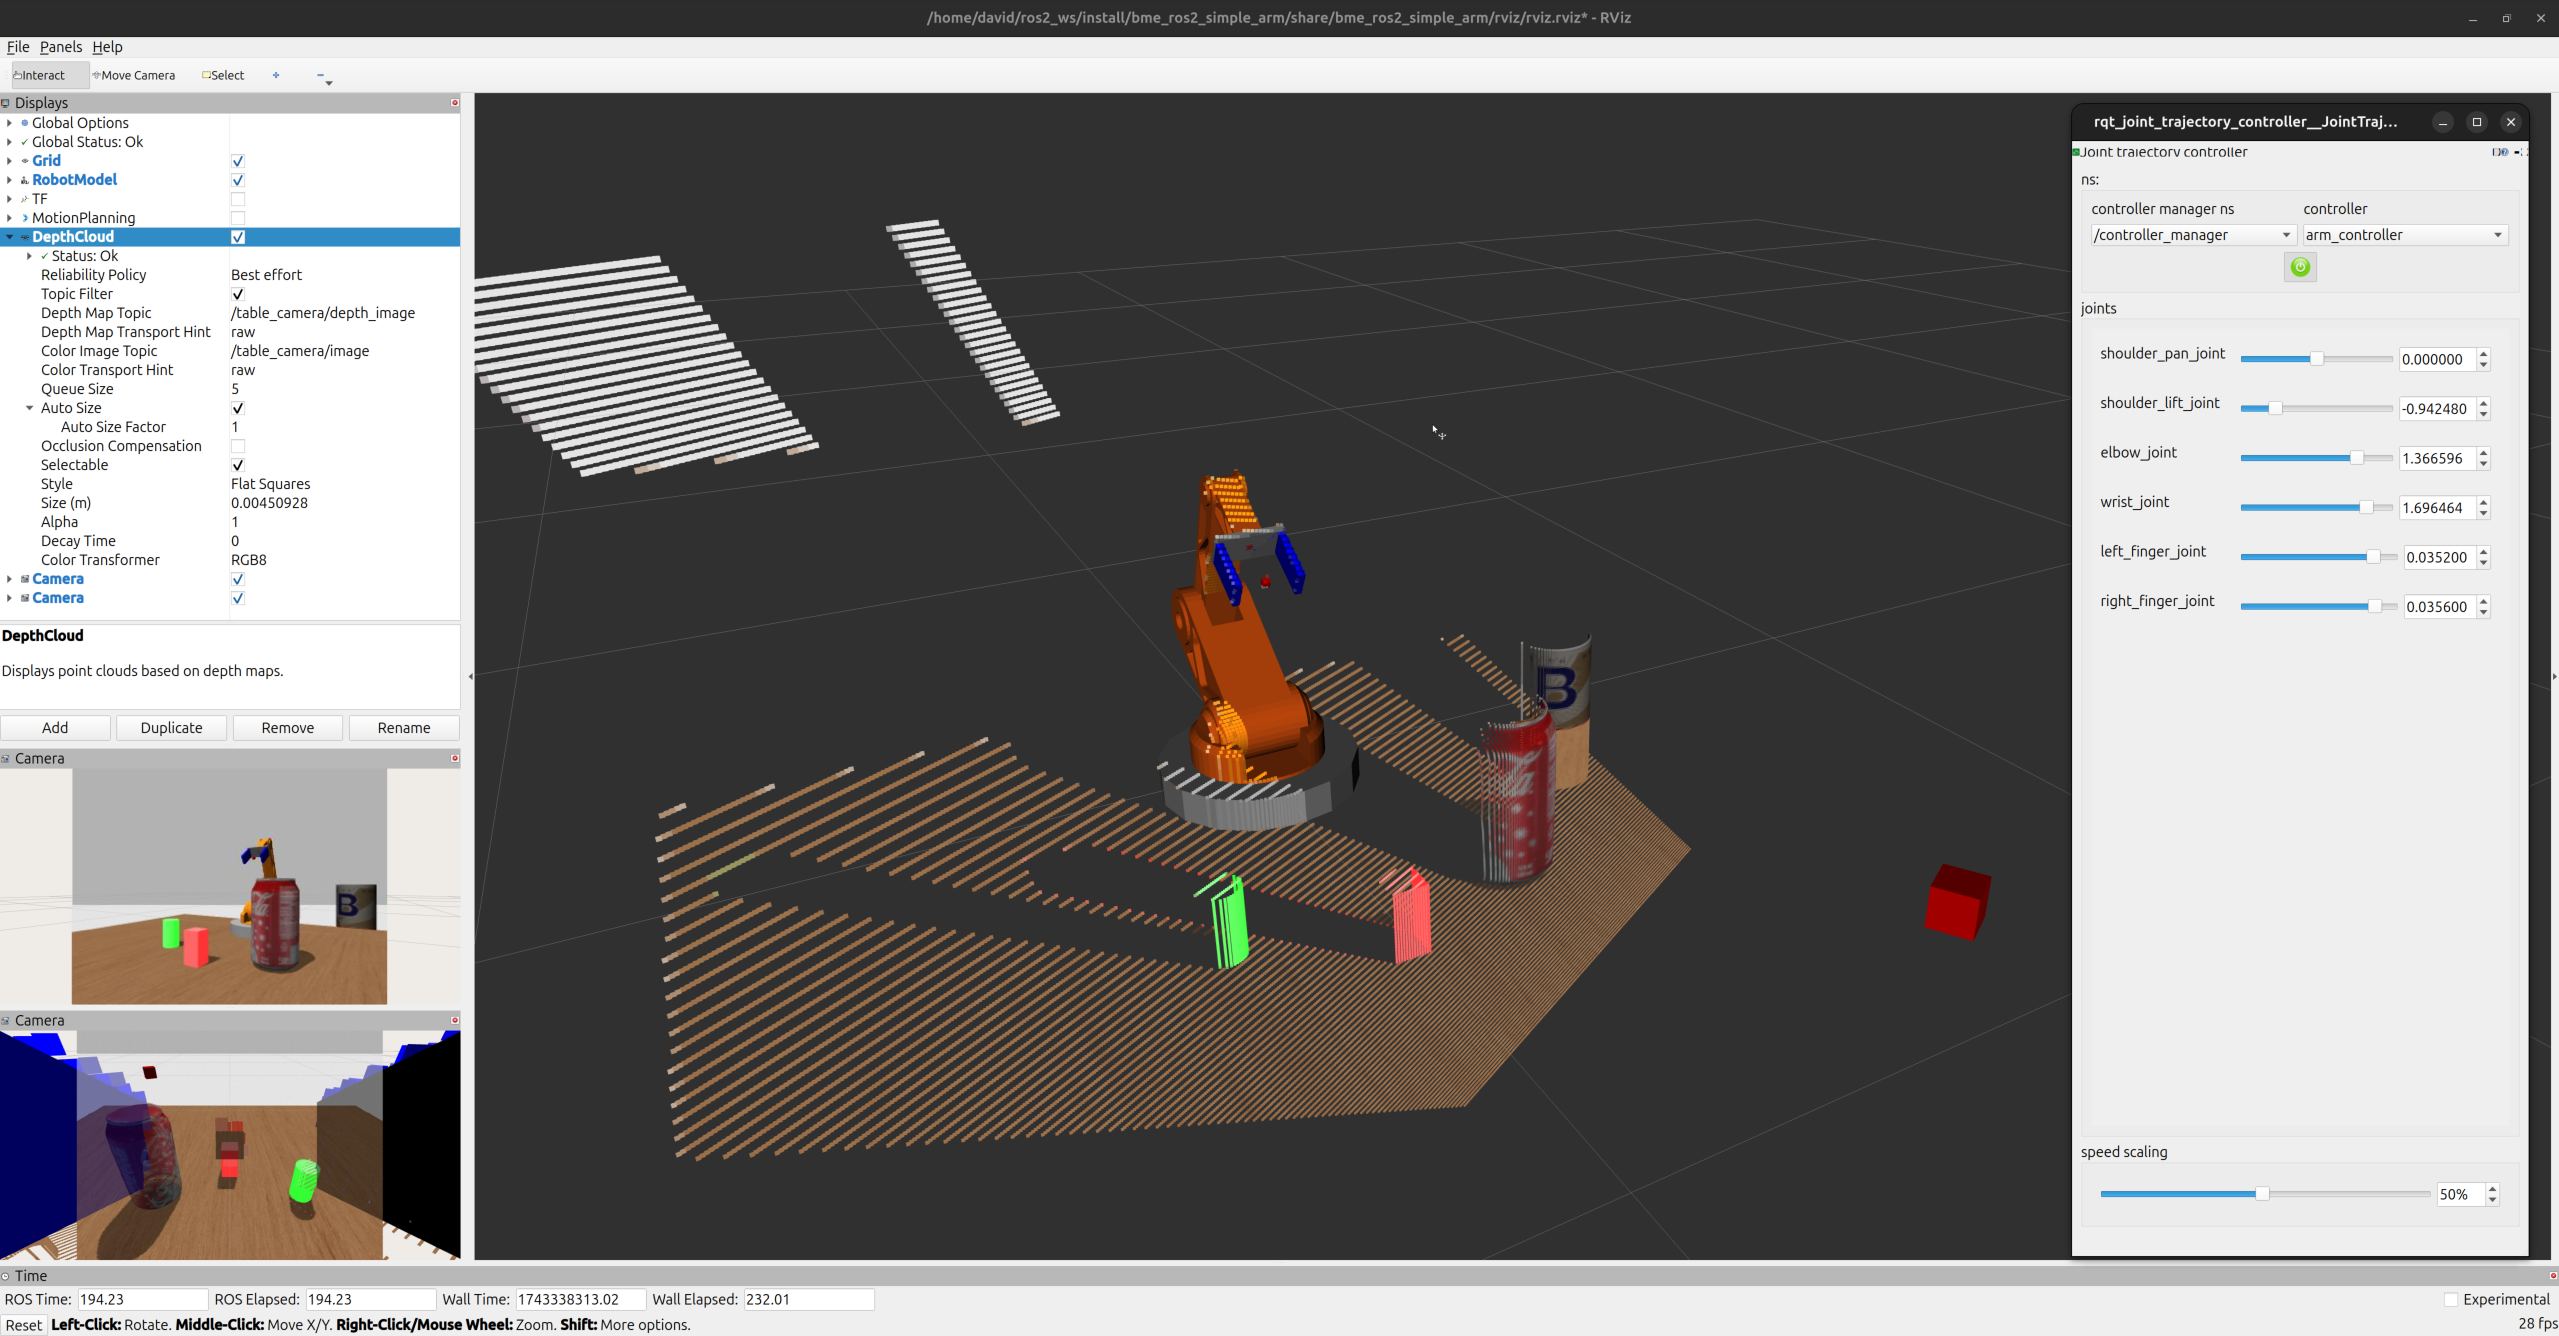 /home/david/ros2_ws/install/bme_ros2_simple_arm/share/bme_ros2_simple_arm/rviz/rviz.rviz* - RViz
File Panels Help
Interact Move Camera Select
Displays
Global Options
Global Status: Ok
Grid
RobotModel
TF
MotionPlanning
DepthCloud
Status: Ok
Reliability Policy Best effort
Topic Filter
Depth Map Topic /table_camera/depth_image
Depth Map Transport Hint raw
Color Image Topic /table_camera/image
Color Transport Hint raw
Queue Size 5
Auto Size
Auto Size Factor 1
Occlusion Compensation
Selectable
Style Flat Squares
Size (m) 0.00450928
Alpha 1
Decay Time 0
Color Transformer RGB8
Camera
Camera
DepthCloud
Displays point clouds based on depth maps.
Add Duplicate Remove Rename
Camera
B
Camera
B
rqt_joint_trajectory_controller__JointTraj...
Joint trajectory controller
ns:
controller manager ns controller
/controller_manager arm_controller
joints
shoulder_pan_joint 0.000000
shoulder_lift_joint -0.942480
elbow_joint 1.366596
wrist_joint 1.696464
left_finger_joint 0.035200
right_finger_joint 0.035600
speed scaling
50%
Time
ROS Time: 194.23 ROS Elapsed: 194.23 Wall Time: 1743338313.02 Wall Elapsed: 232.01 Experimental
Reset Left-Click: Rotate. Middle-Click: Move X/Y. Right-Click/Mouse Wheel: Zoom. Shift: More options. 28 fps